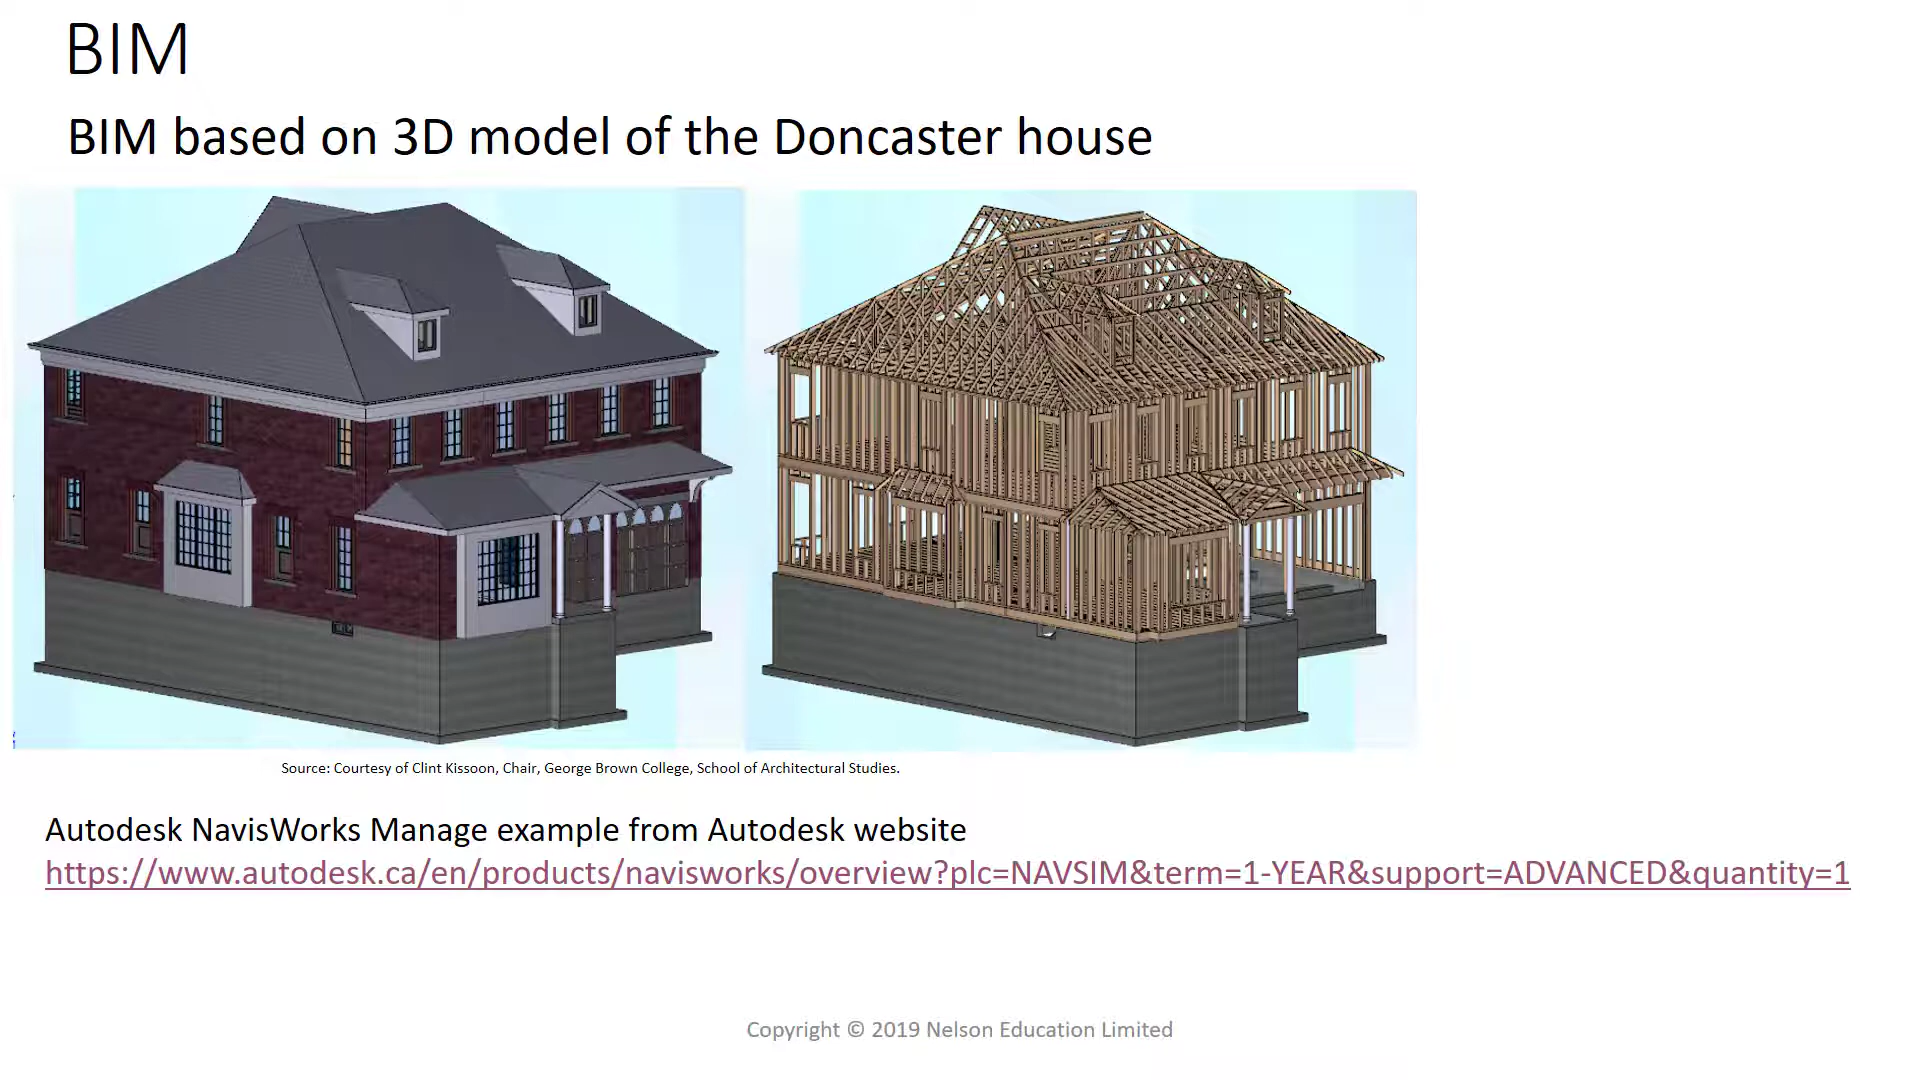 BIM
BIM based on 3D model of the Doncaster house
Source: Courtesy of Clint Kissoon, Chair, George Brown College, School of Architectural Studies.
Autodesk NavisWorks Manage example from Autodesk website
https://www.autodesk.ca/en/products/navisworks/overview?plc=NAVSIM&term=1-YEAR&support=ADVANCED&quantity=1
Copyright © 2019 Nelson Education Limited